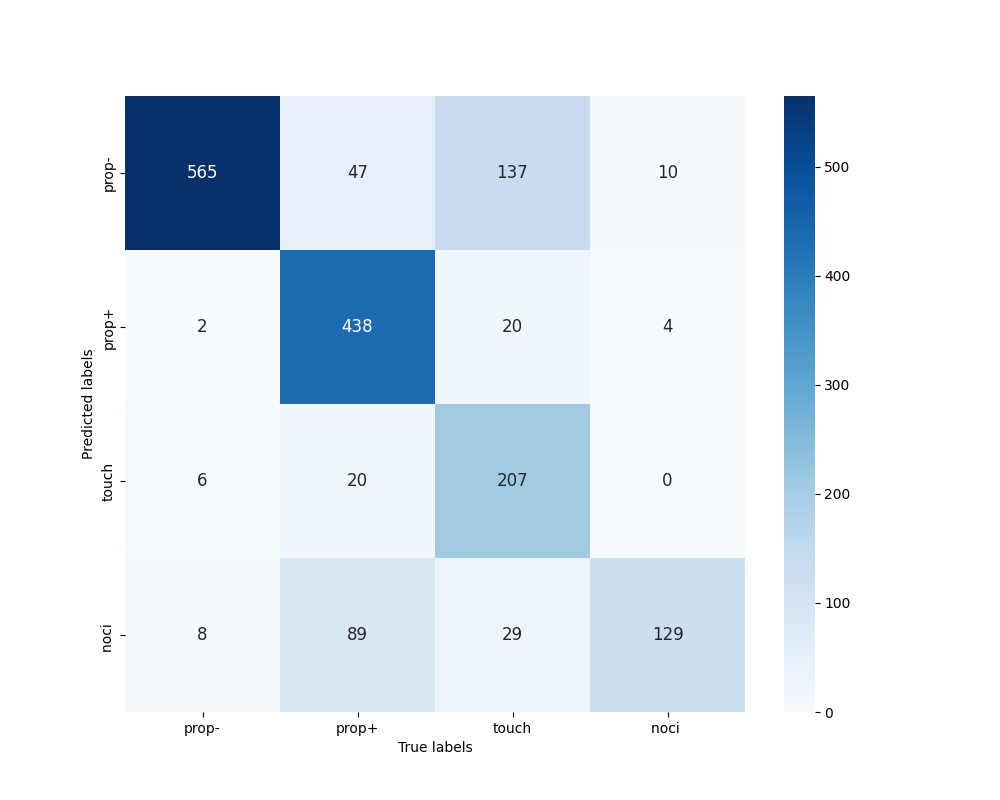 prop- 565 47 137 10
prop+ 2 438 20 4
touch 6 20 207 0
noci 8 89 29 129
Predicted labels
prop- prop+ touch noci
True labels
500
400
300
200
100
0